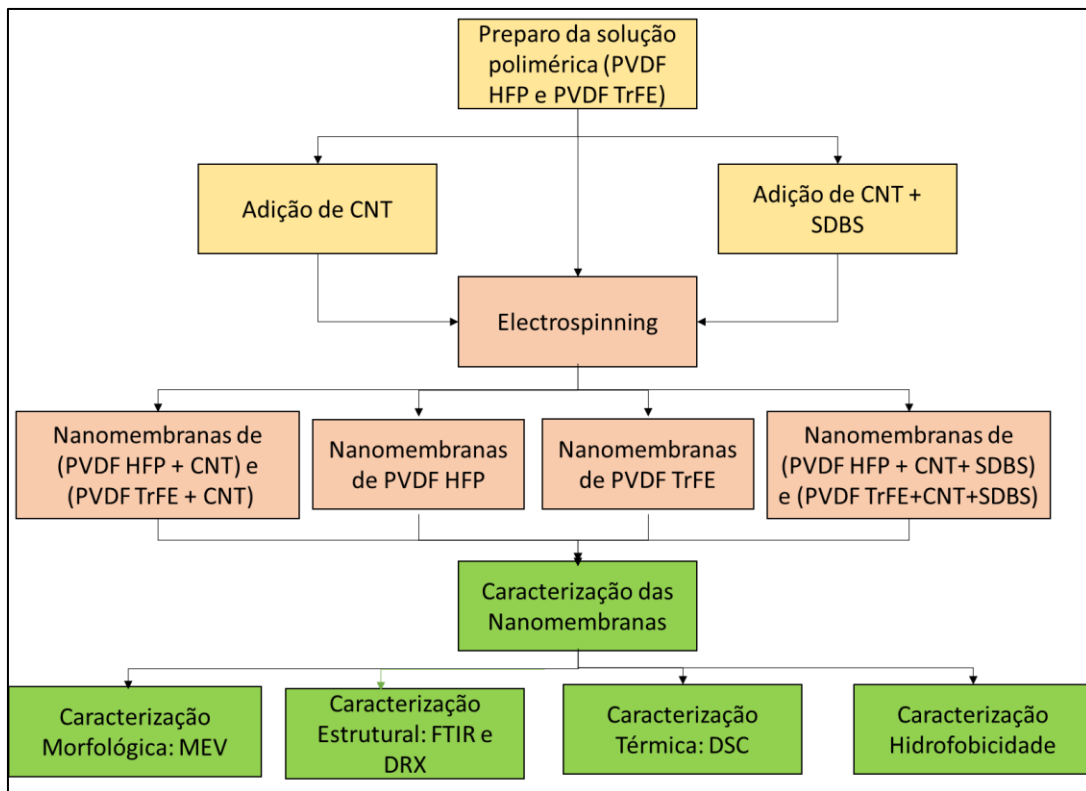 Preparo da solução
polimérica (PVDF
HFP e PVDF TrFE)
Adição de CNT
Adição de CNT +
SDBS
Electrospinning
Nanomembranas de
(PVDF HFP + CNT) e
(PVDF TrFE + CNT)
Nanomembranas
de PVDF HFP
Nanomembranas
de PVDF TrFE
Nanomembranas de
(PVDF HFP + CNT+ SDBS)
e (PVDF TrFE+CNT+SDBS)
Caracterização das
Nanomembranas
Caracterização
Morfológica: MEV
Caracterização
Estrutural: FTIR e
DRX
Caracterização
Térmica: DSC
Caracterização
Hidrofobicidade